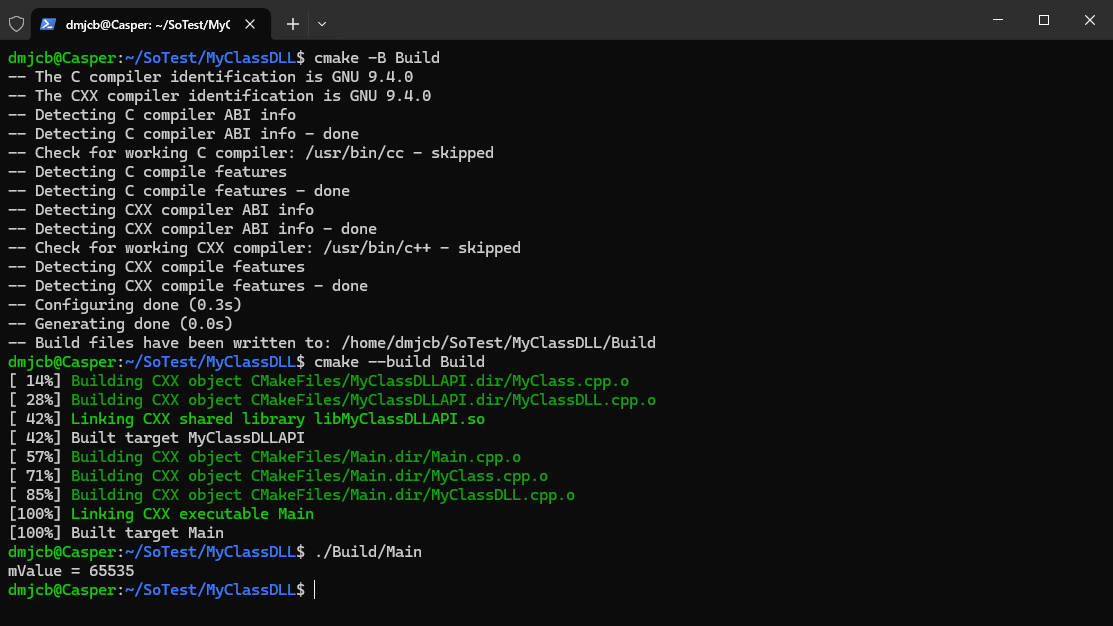 dmjcb@Casper: ~/SoTest/MyC
dmjcb@Casper:~/SoTest/MyClassDLL$ cmake -B Build
-- The C compiler identification is GNU 9.4.0
-- The CXX compiler identification is GNU 9.4.0
-- Detecting C compiler ABI info
-- Detecting C compiler ABI info - done
-- Check for working C compiler: /usr/bin/cc - skipped
-- Detecting C compile features
-- Detecting C compile features - done
-- Detecting CXX compiler ABI info
-- Detecting CXX compiler ABI info - done
-- Check for working CXX compiler: /usr/bin/c++ - skipped
-- Detecting CXX compile features
-- Detecting CXX compile features - done
-- Configuring done (0.3s)
-- Generating done (0.0s)
-- Build files have been written to: /home/dmjcb/SoTest/MyClassDLL/Build
dmjcb@Casper:~/SoTest/MyClassDLL$ cmake --build Build
[ 14%] Building CXX object CMakeFiles/MyClassDLLAPI.dir/MyClass.cpp.o
[ 28%] Building CXX object CMakeFiles/MyClassDLLAPI.dir/MyClassDLL.cpp.o
[ 42%] Linking CXX shared library libMyClassDLLAPI.so
[ 42%] Built target MyClassDLLAPI
[ 57%] Building CXX object CMakeFiles/Main.dir/Main.cpp.o
[ 71%] Building CXX object CMakeFiles/Main.dir/MyClass.cpp.o
[ 85%] Building CXX object CMakeFiles/Main.dir/MyClassDLL.cpp.o
[100%] Linking CXX executable Main
[100%] Built target Main
dmjcb@Casper:~/SoTest/MyClassDLL$ ./Build/Main
mValue = 65535
dmjcb@Casper:~/SoTest/MyClassDLL$